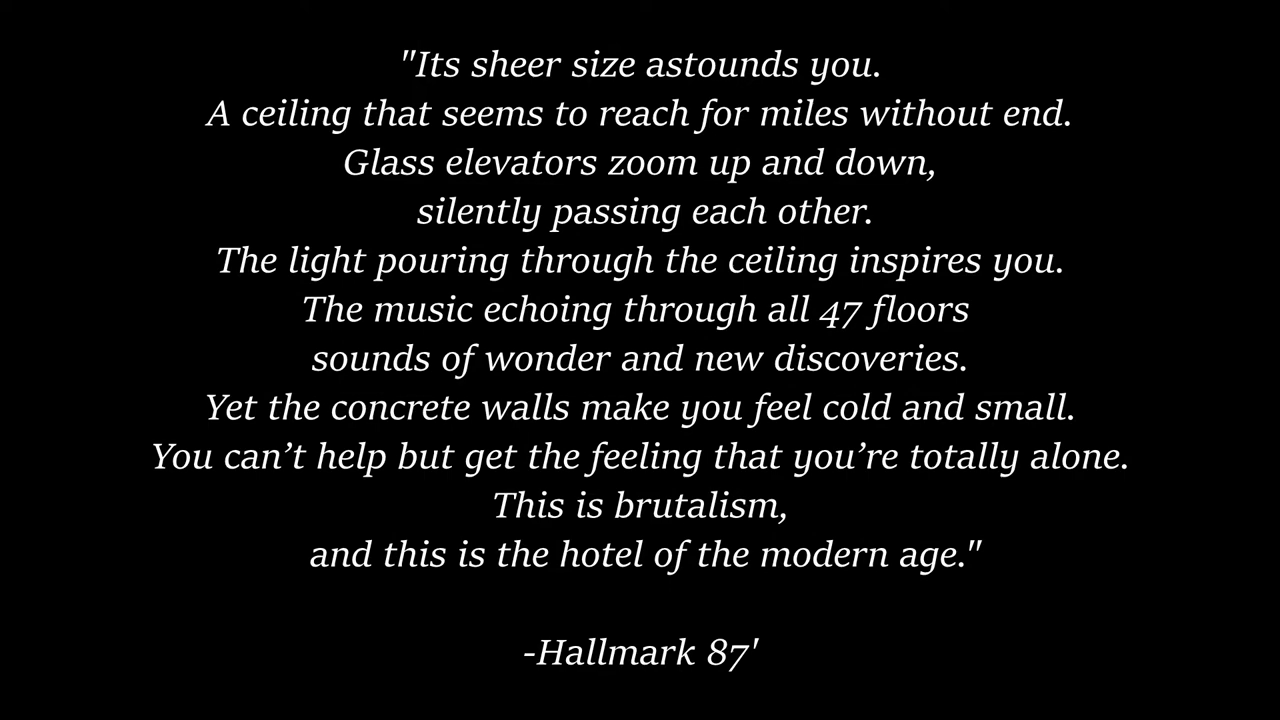 "Its sheer size astounds you.
A ceiling that seems to reach for miles without end.
Glass elevators zoom up and down,
silently passing each other.
The light pouring through the ceiling inspires you.
The music echoing through all 47 floors
sounds of wonder and new discoveries.
Yet the concrete walls make you feel cold and small.
You can’t help but get the feeling that you’re totally alone.
This is brutalism,
and this is the hotel of the modern age."
-Hallmark 87'